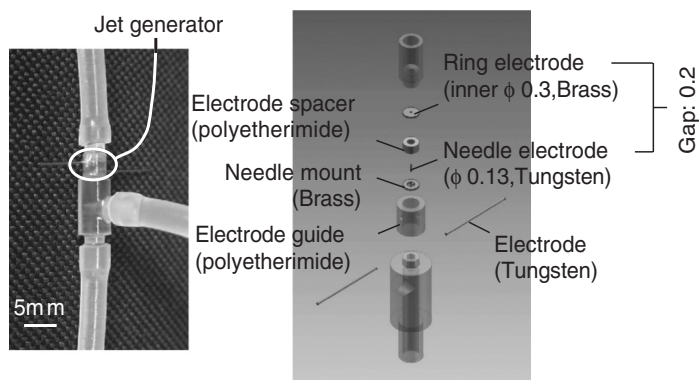 Jet generator
5mm
Ring electrode
(inner φ 0.3,Brass)
Electrode spacer
(polyetherimide)
Needle electrode
(φ 0.13,Tungsten)
Gap: 0.2
Needle mount
(Brass)
Electrode guide
(polyetherimide)
Electrode
(Tungsten)